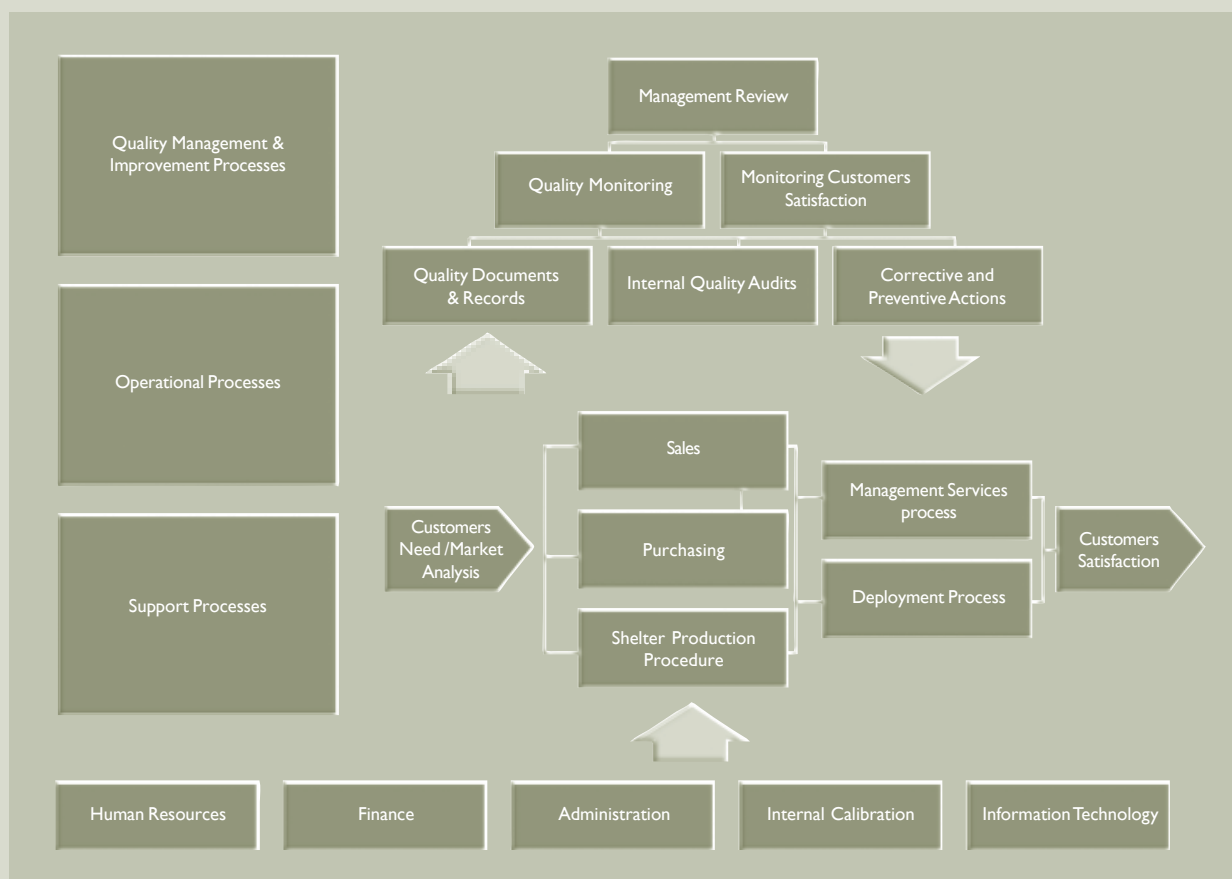 Quality Management &
Improvement Processes
Operational Processes
Support Processes
Management Review
Quality Monitoring
Monitoring Customers
Satisfaction
Quality Documents
& Records
Internal Quality Audits
Corrective and
Preventive Actions
Customers
Need /Market
Analysis
Sales
Purchasing
Shelter Production
Procedure
Management Services
process
Deployment Process
Customers
Satisfaction
Human Resources
Finance
Administration
Internal Calibration
Information Technology